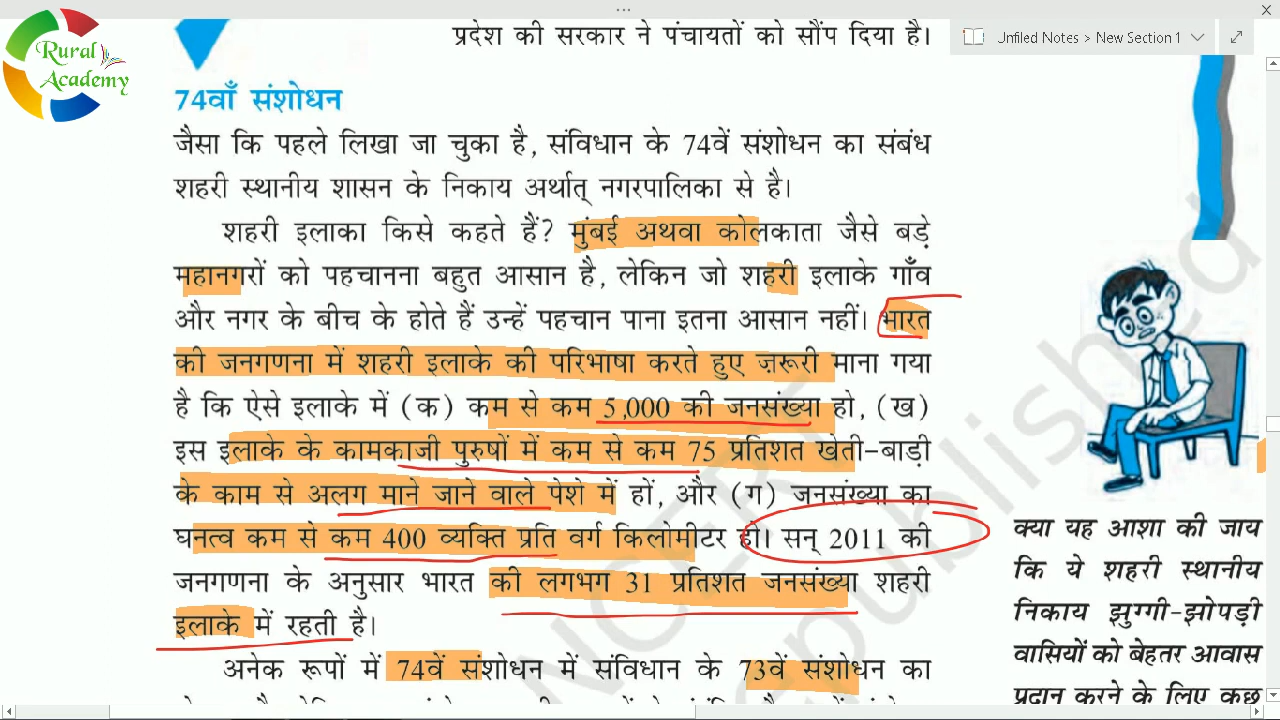 Rural
Academy
प्रदेश की सरकार ने पंचायतों को सौंप दिया है।
Unfiled Notes > New Section 1
74वाँ संशोधन
जैसा कि पहले लिखा जा चुका है, संविधान के 74वें संशोधन का संबंध
शहरी स्थानीय शासन के निकाय अर्थात् नगरपालिका से है।
शहरी इलाका किसे कहते हैं? मुंबई अथवा कोलकाता जैसे बड़े
महानगरों को पहचानना बहुत आसान है, लेकिन जो शहरी इलाके गाँव
और नगर के बीच के होते हैं उन्हें पहचान पाना इतना आसान नहीं। भारत
की जनगणना में शहरी इलाके की परिभाषा करते हुए ज़रूरी माना गया
है कि ऐसे इलाके में (क) कम से कम 5,000 की जनसंख्या हो, (ख)
इस इलाके के कामकाजी पुरुषों में कम से कम 75 प्रतिशत खेती-बाड़ी
के काम से अलग माने जाने वाले पेशे में हों, और (ग) जनसंख्या का
घनत्व कम से कम 400 व्यक्ति प्रति वर्ग किलोमीटर हो। सन् 2011 की
जनगणना के अनुसार भारत की लगभग 31 प्रतिशत जनसंख्या शहरी
इलाके में रहती है।
अनेक रूपों में 74वें संशोधन में संविधान के 73वें संशोधन का
क्या यह आशा की जाय
कि ये शहरी स्थानीय
निकाय झुग्गी-झोपड़ी
वासियों को बेहतर आवास
प्रदान करने के लिए कुछ